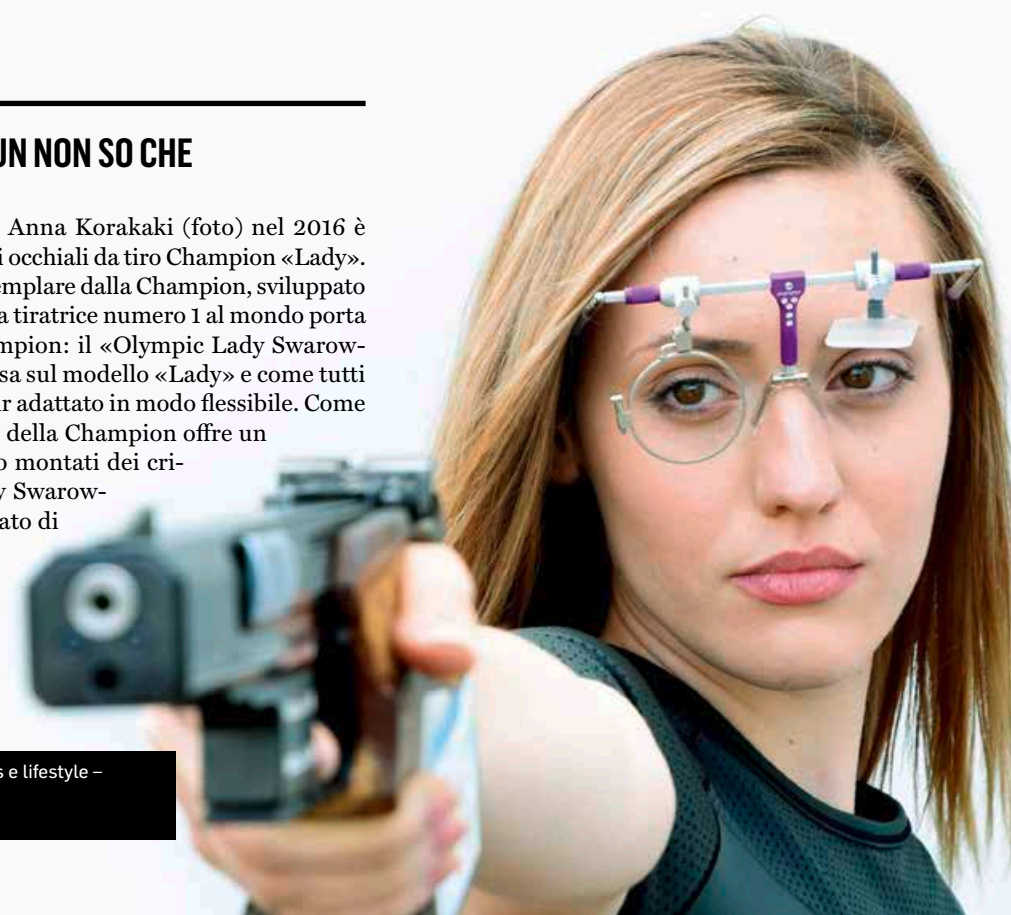 UN NON SO CHE
Anna Korakaki (foto) nel 2016 è
i occhiali da tiro Champion «Lady».
emplare dalla Champion, sviluppato
a tiratrice numero 1 al mondo porta
mpion: il «Olympic Lady Swarow-
sa sul modello «Lady» e come tutti
r adattato in modo flessibile. Come
della Champion offre un
o montati dei cri-
y Swarow-
ato di
s e lifestyle –